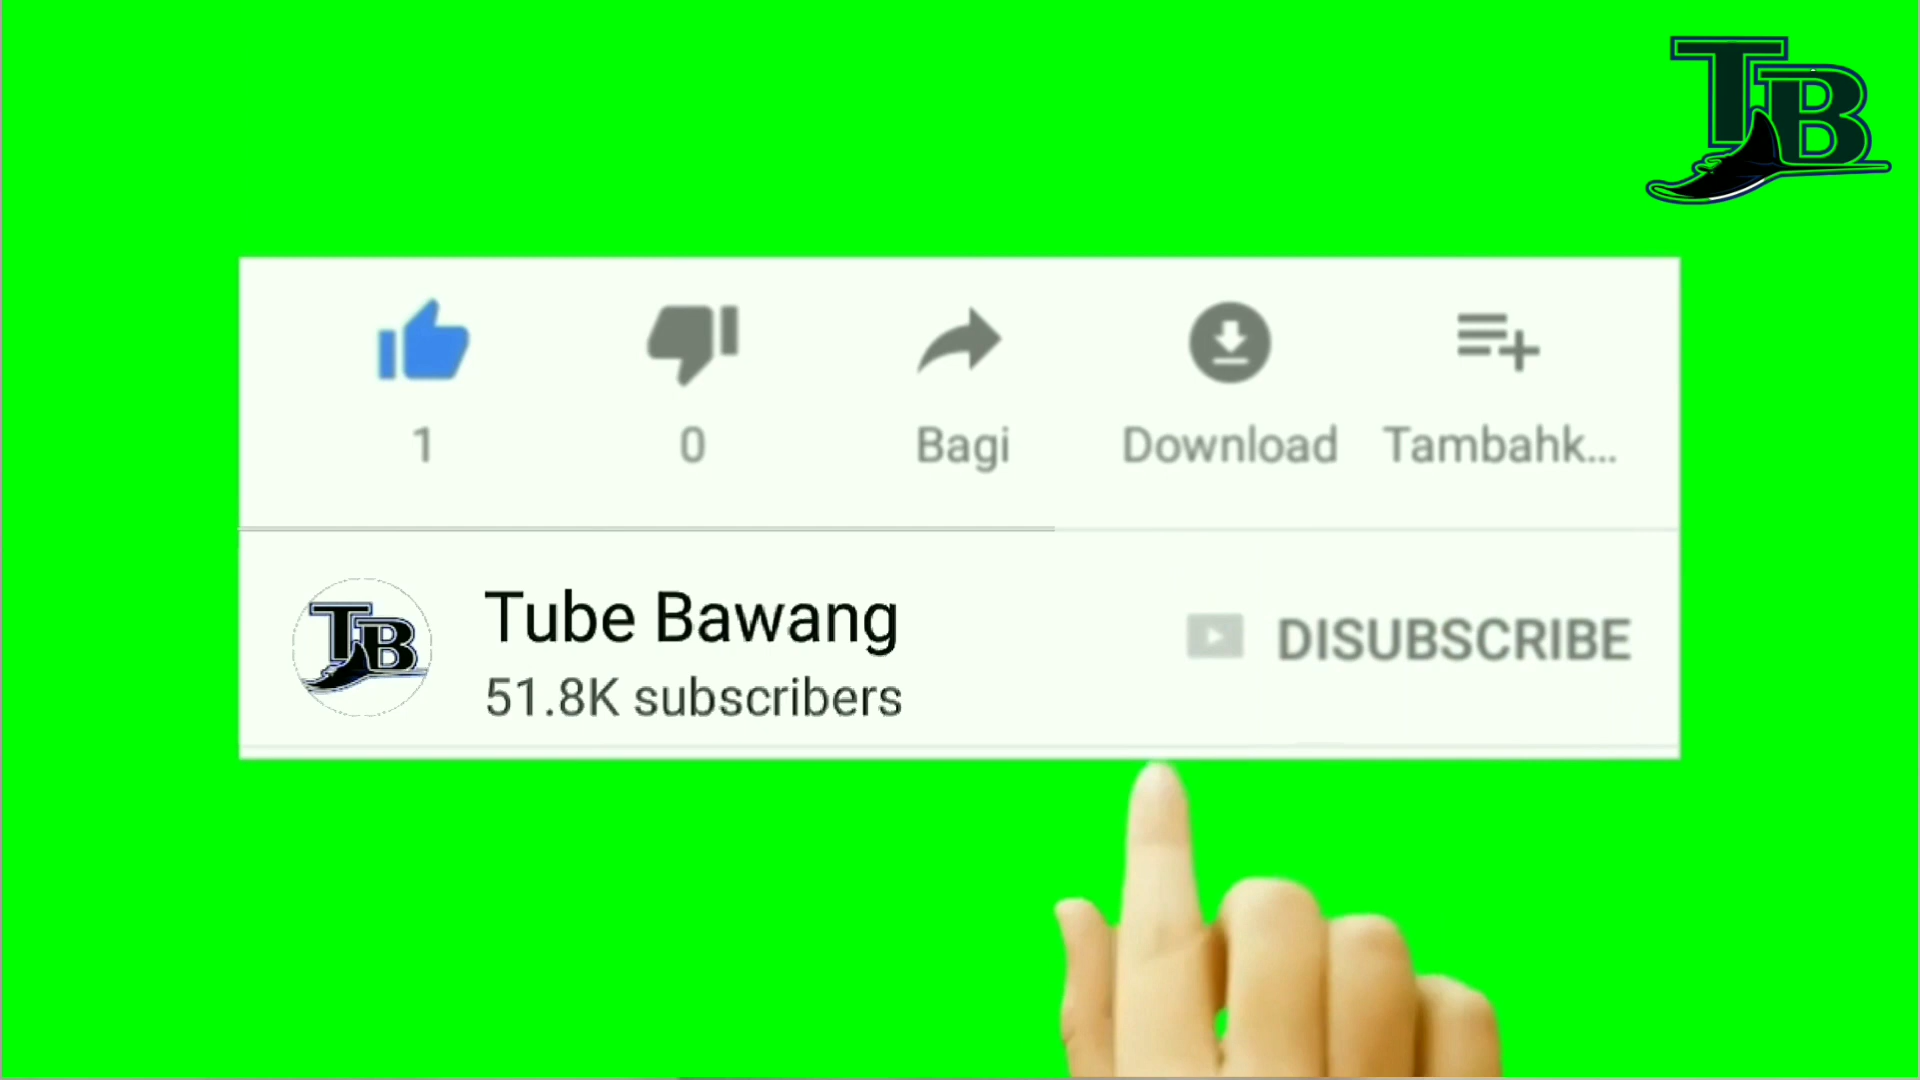 TB
1
0
Bagi
Download
Tambahk...
TB
Tube Bawang
51.8K subscribers
DISUBSCRIBE